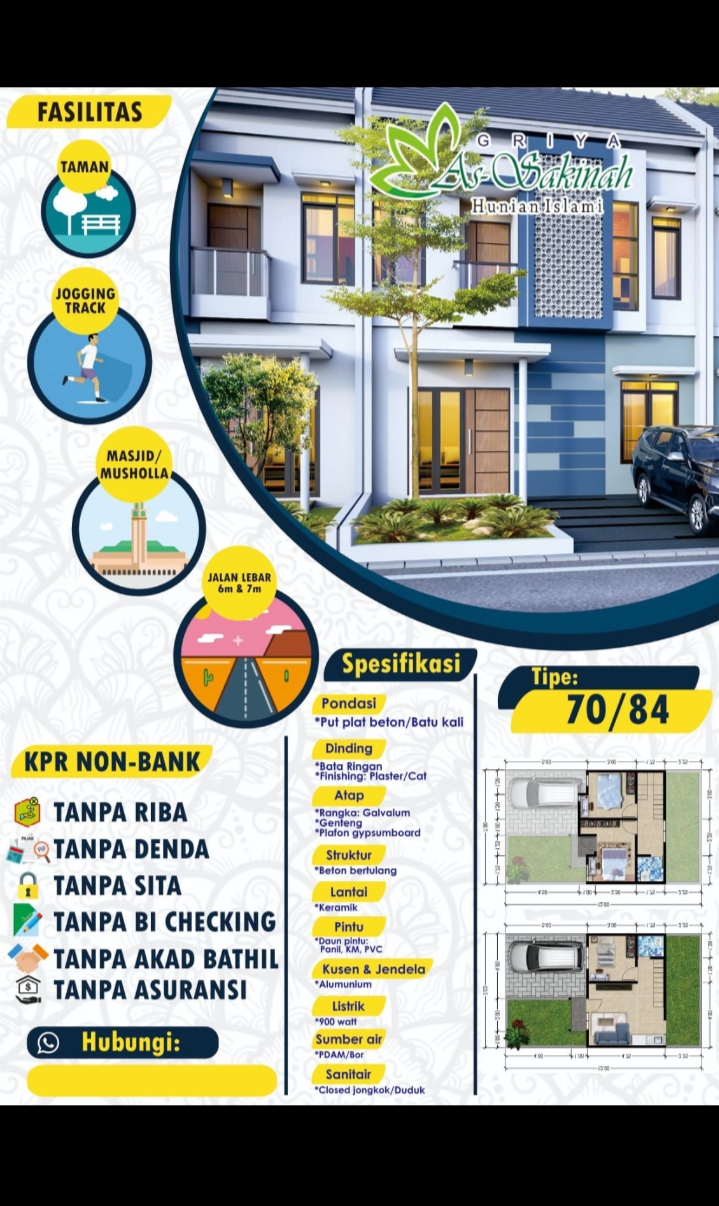 FASILITAS
TAMAN
JOGGING
TRACK
MASJID/
MUSHOLLA
JALAN LEBAR
6m & 7m
GRIYA
As-Sakinah
Hunian Islami
KPR NON-BANK
TANPA RIBA
TANPA DENDA
TANPA SITA
TANPA BI CHECKING
TANPA AKAD BATHIL
TANPA ASURANSI
Hubungi:
Spesifikasi
Pondasi
*Put plat beton/Batu kali
Dinding
*Bata Ringan
*Finishing: Plaster/Cat
Atap
*Rangka: Galvalum
*Genteng
*Plafon gypsumboard
Struktur
*Beton bertulang
Lantai
*Keramik
Pintu
*Daun pintu:
Panil, KM, PVC
Kusen & Jendela
*Alumunium
Listrik
*900 watt
Sumber air
*PDAM/Bor
Sanitair
*Closed jongkok/Duduk
Tipe:
70/84